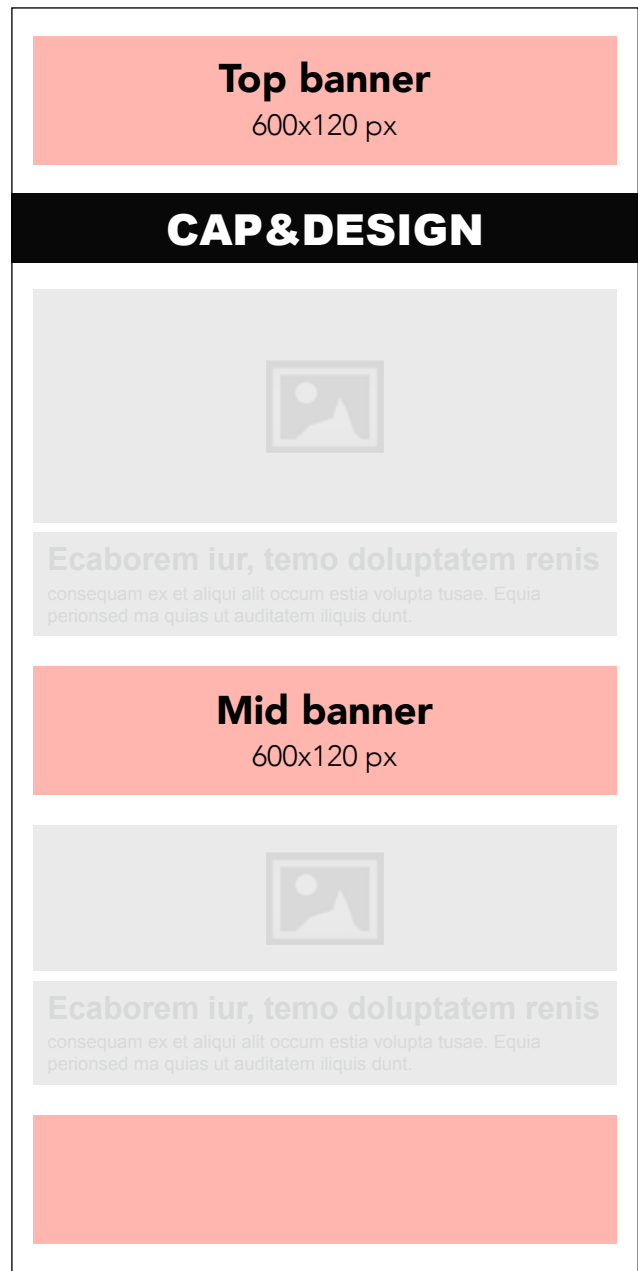 Top banner
600x120 px
CAP&DESIGN
Ecaborem iur, temo doluptatem renis
consequam ex et aliqui alit occum estia volupta tusae. Equia
perionsed ma quias ut auditatem iliquis dunt.
Mid banner
600x120 px
Ecaborem iur, temo doluptatem renis
consequam ex et aliqui alit occum estia volupta tusae. Equia
perionsed ma quias ut auditatem iliquis dunt.